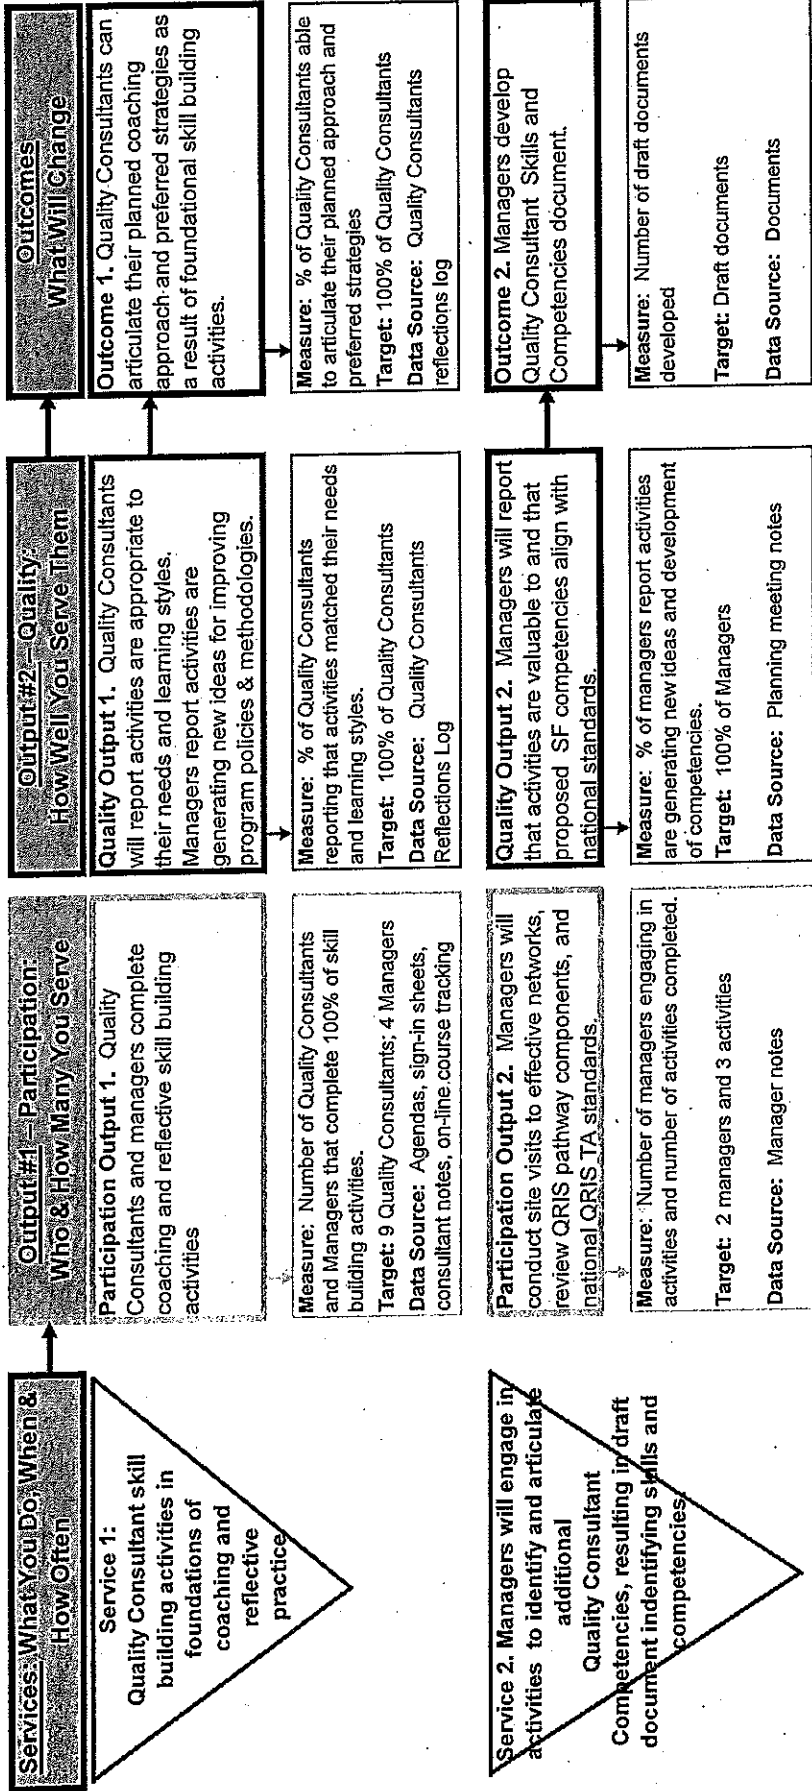 Services: What You Do, When &
How Often
Service 1:
Quality Consultant skill
building activities in
foundations of
coaching and
reflective
practice
Service 2. Managers will engage in
activities to identify and articulate
additional
Quality Consultant
Competencies, resulting in draft
document indentifying skills and
competencies.
Output #1 – Participation:
Who & How Many You Serve
Participation Output 1. Quality
Consultants and managers complete
coaching and reflective skill building
activities
Measure: Number of Quality Consultants
and Managers that complete 100% of skill
building activities.
Target: 9 Quality Consultants; 4 Managers
Data Source: Agendas, sign-in sheets,
consultant notes, on-line course tracking
Participation Output 2. Managers will
conduct site visits to effective networks,
review QRIS pathway components, and
national QRIS TA standards.
Measure: Number of managers engaging in
activities and number of activities completed.
Target: 2 managers and 3 activities
Data Source: Manager notes
Output #2 – Quality:
How Well You Serve Them
Quality Output 1. Quality Consultants
will report activities are appropriate to
their needs and learning styles.
Managers report activities are
generating new ideas for improving
program policies & methodologies.
Measure: % of Quality Consultants
reporting that activities matched their needs
and learning styles.
Target: 100% of Quality Consultants
Data Source: Quality Consultants
Reflections Log
Quality Output 2. Managers will report
that activities are valuable to and that
proposed SF competencies align with
national standards.
Measure: % of managers report activities
are generating new ideas and development
of competencies.
Target: 100% of Managers
Data Source: Planning meeting notes
Outcomes:
What Will Change
Outcome 1. Quality Consultants can
articulate their planned coaching
approach and preferred strategies as
a result of foundational skill building
activities.
Measure: % of Quality Consultants able
to articulate their planned approach and
preferred strategies
Target: 100% of Quality Consultants
Data Source: Quality Consultants
reflections log
Outcome 2. Managers develop
Quality Consultant Skills and
Competencies document.
Measure: Number of draft documents
developed
Target: Draft documents
Data Source: Documents